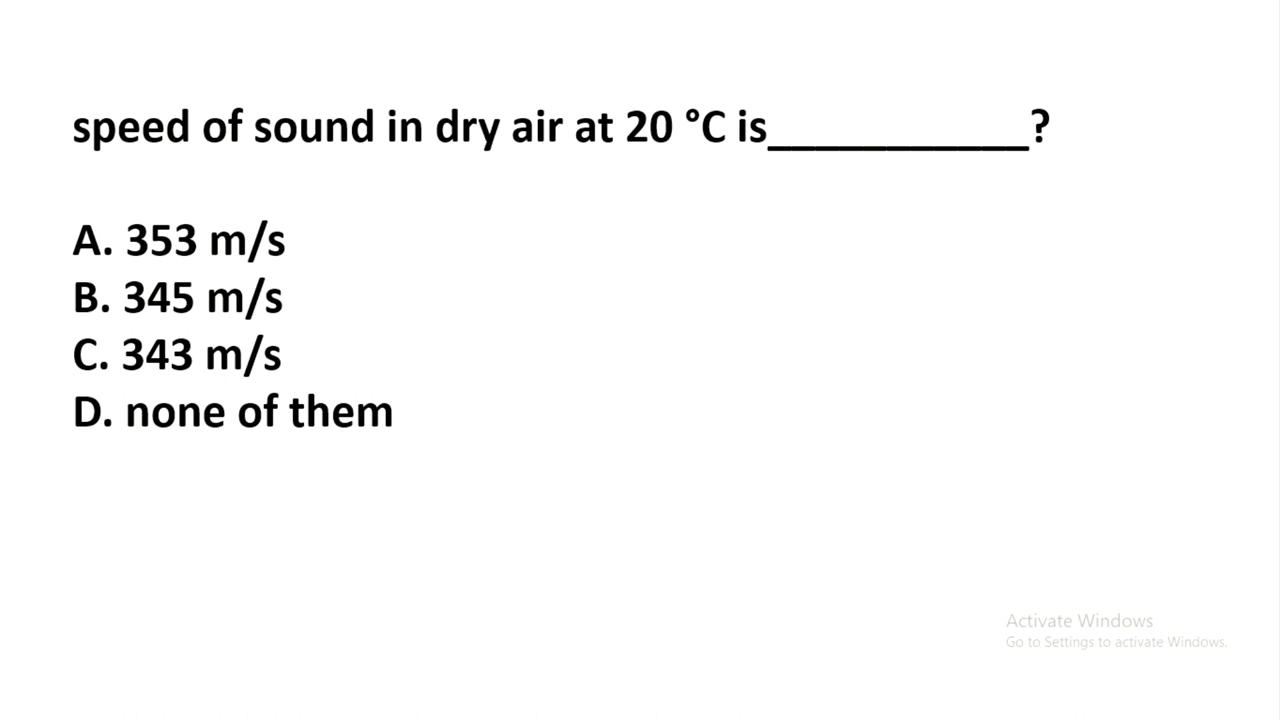 speed of sound in dry air at 20 °C is___________?
A. 353 m/s
B. 345 m/s
C. 343 m/s
D. none of them
Activate Windows
Go to Settings to activate Windows.